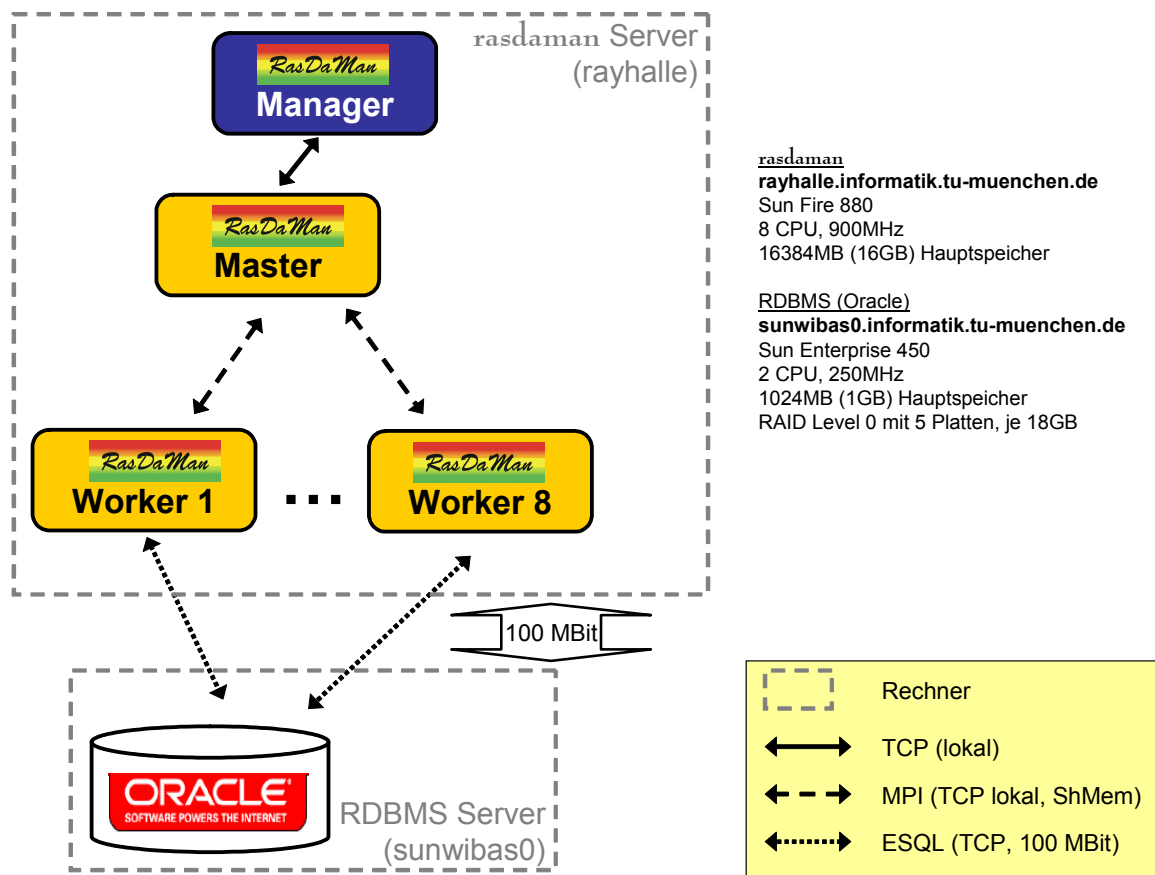 rasdaman Server
(rayhalle)
RasDaMan
Manager
RasDaMan
Master
RasDaMan
Worker 1
...
RasDaMan
Worker 8
100 MBit
ORACLE®
SOFTWARE POWERS THE INTERNET
RDBMS Server
(sunwibas0)
rasdaman
rayhalle.informatik.tu-muenchen.de
Sun Fire 880
8 CPU, 900MHz
16384MB (16GB) Hauptspeicher
RDBMS (Oracle)
sunwibas0.informatik.tu-muenchen.de
Sun Enterprise 450
2 CPU, 250MHz
1024MB (1GB) Hauptspeicher
RAID Level 0 mit 5 Platten, je 18GB
Rechner
TCP (lokal)
MPI (TCP lokal, ShMem)
ESQL (TCP, 100 MBit)